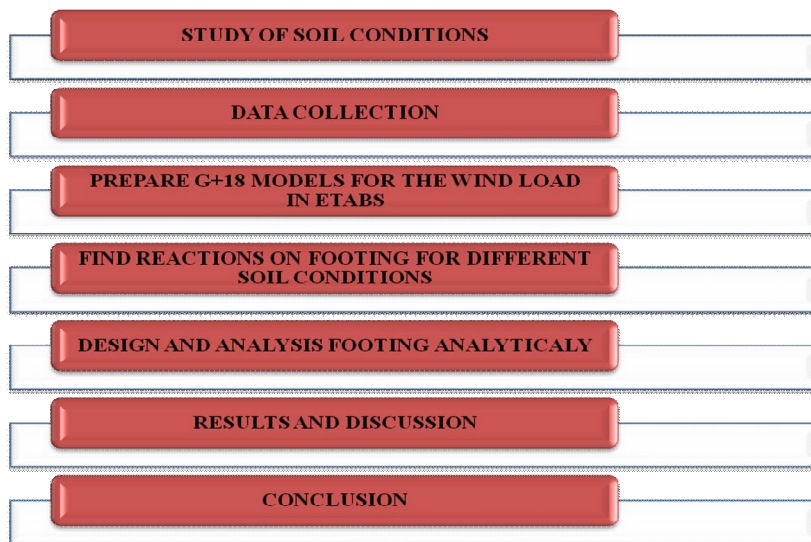 STUDY OF SOIL CONDITIONS
DATA COLLECTION
PREPARE G+18 MODELS FOR THE WIND LOAD
IN ETABS
FIND REACTIONS ON FOOTING FOR DIFFERENT
SOIL CONDITIONS
DESIGN AND ANALYSIS FOOTING ANALYTICALY
RESULTS AND DISCUSSION
CONCLUSION